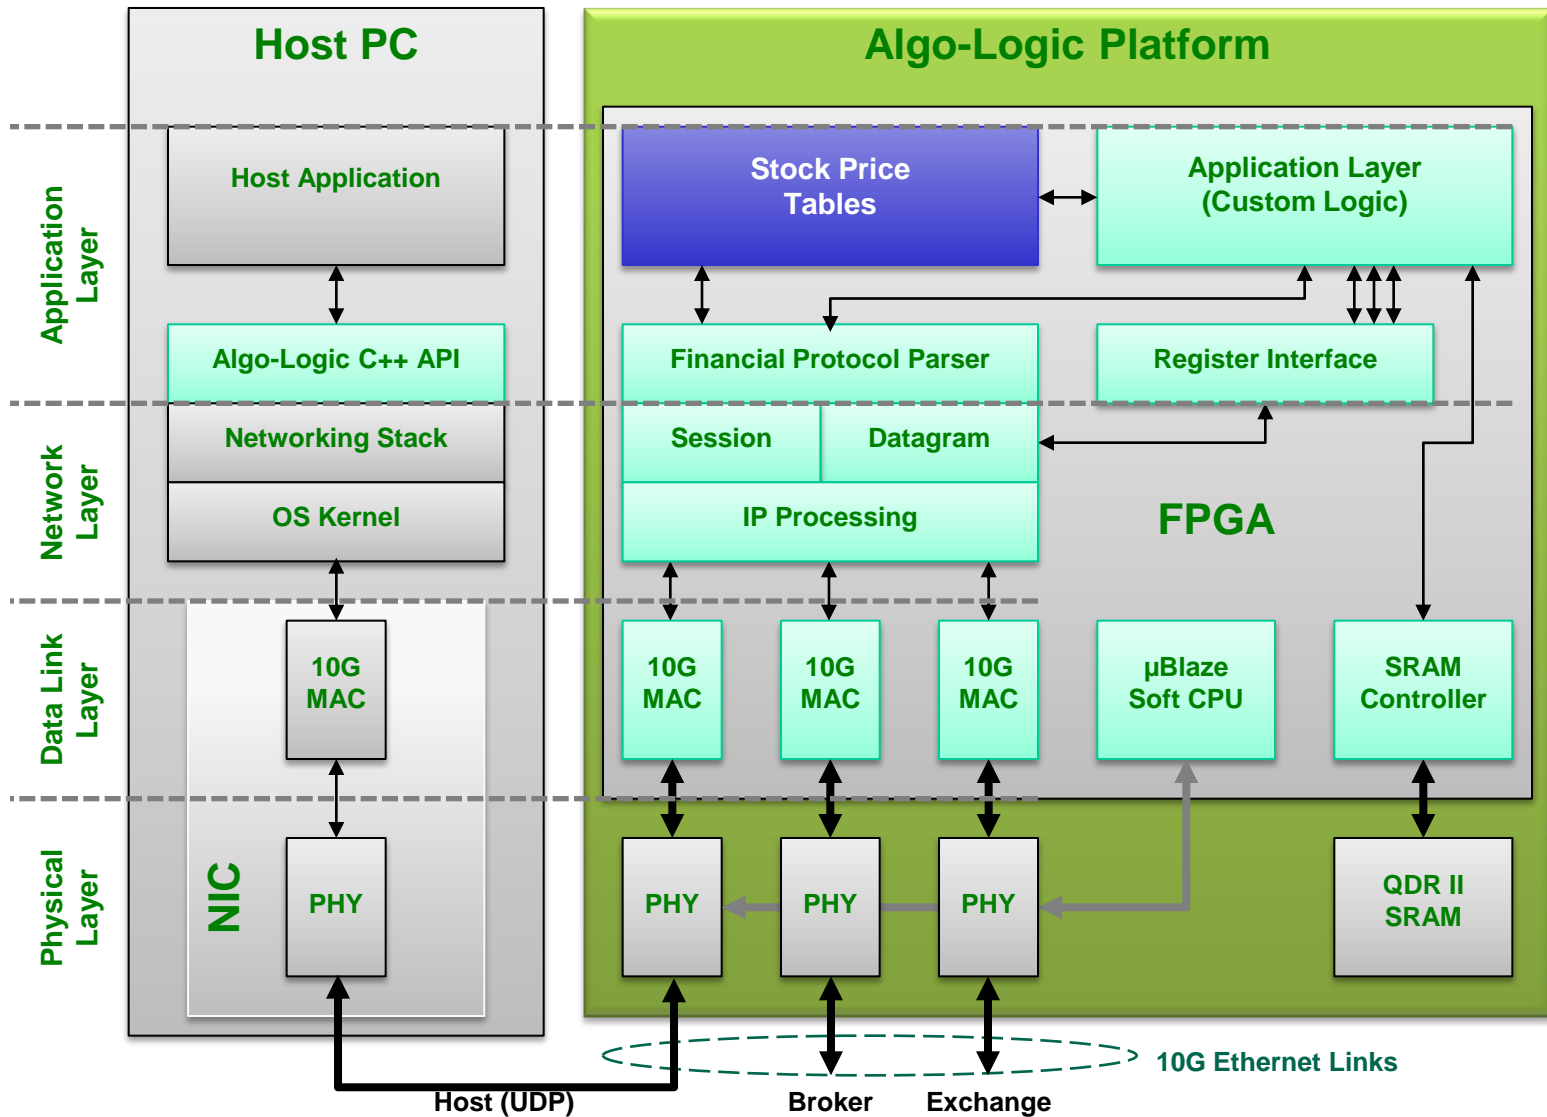 Host PC
Algo-Logic Platform
Application
Layer
Host Application
Stock Price
Tables
Application Layer
(Custom Logic)
Algo-Logic C++ API
Financial Protocol Parser
Register Interface
Network
Layer
Networking Stack
Session
Datagram
OS Kernel
IP Processing
FPGA
Data Link
Layer
10G
MAC
10G
MAC
10G
MAC
10G
MAC
µBlaze
Soft CPU
SRAM
Controller
Physical
Layer
NIC
PHY
PHY
PHY
PHY
QDR II
SRAM
10G Ethernet Links
Host (UDP)
Broker
Exchange